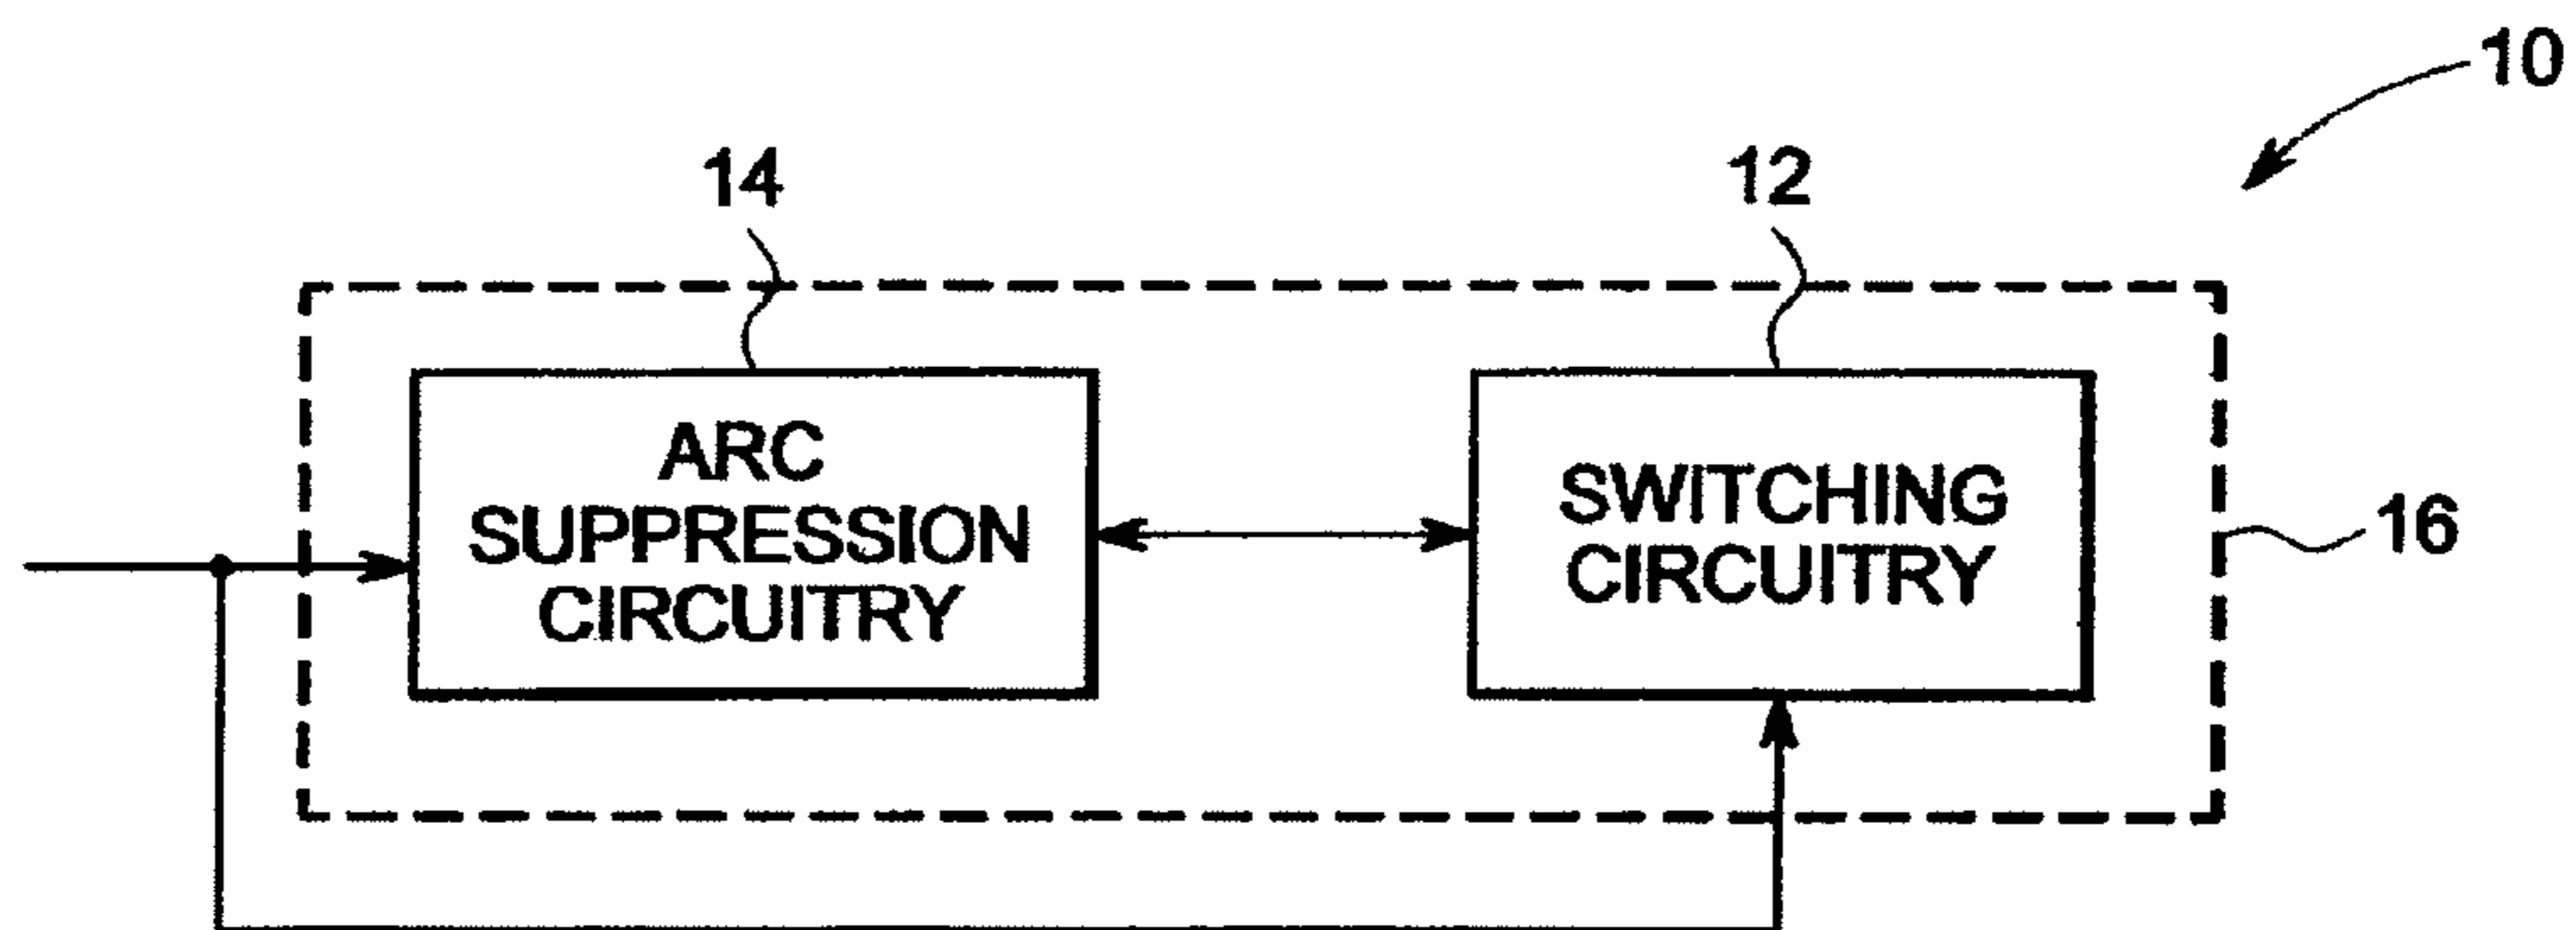 10
14
12
ARC
SUPPRESSION
CIRCUITRY
SWITCHING
CIRCUITRY
16